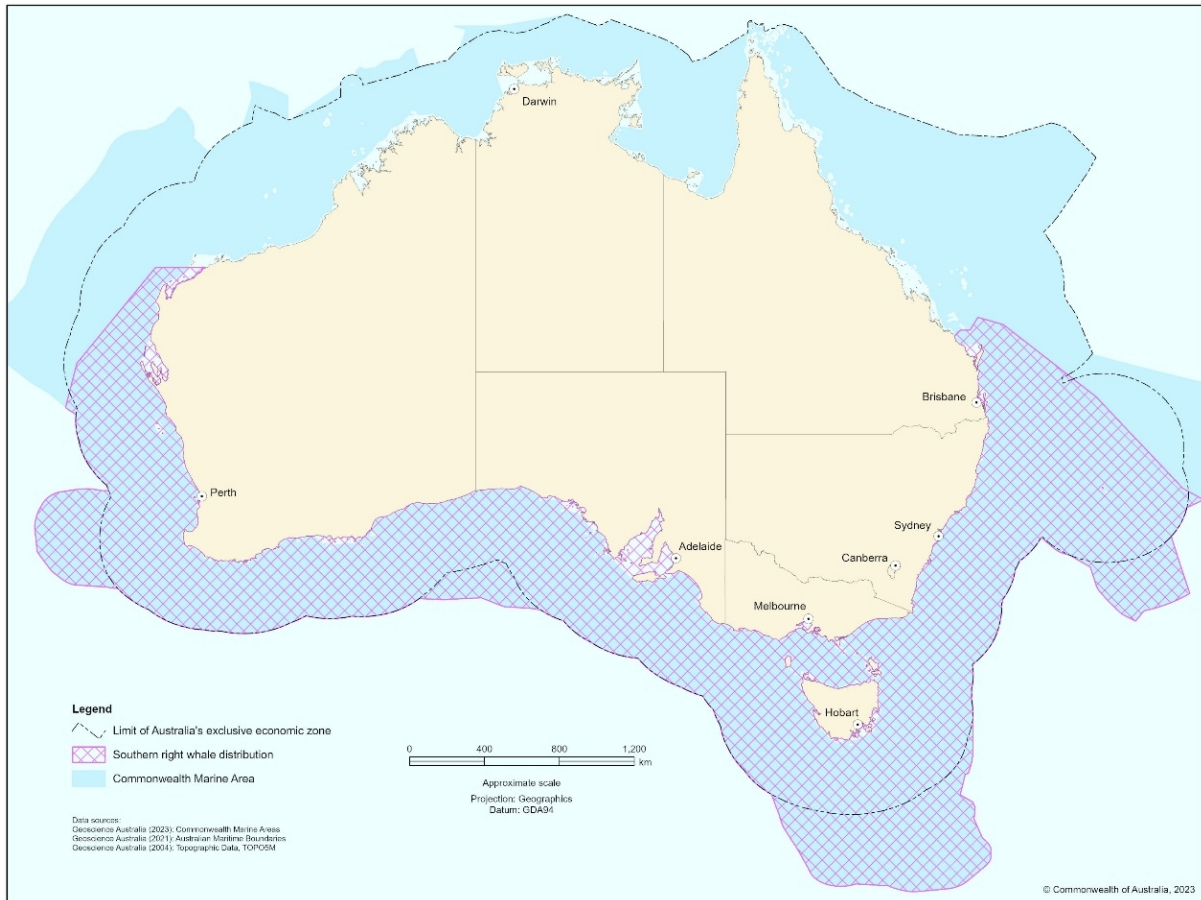 Darwin
Brisbane
Perth
Sydney
Adelaide
Canberra
Melbourne
Hobart
Legend
Limit of Australia's exclusive economic zone
Southern right whale distribution
Commonwealth Marine Area
0 400 800 1,200
km
Approximate scale
Projection: Geographics
Datum: GDA94
Data sources:
Geoscience Australia (2023): Commonwealth Marine Areas
Geoscience Australia (2021): Australian Maritime Boundaries
Geoscience Australia (2004): Topographic Data, TOPO5M
© Commonwealth of Australia, 2023